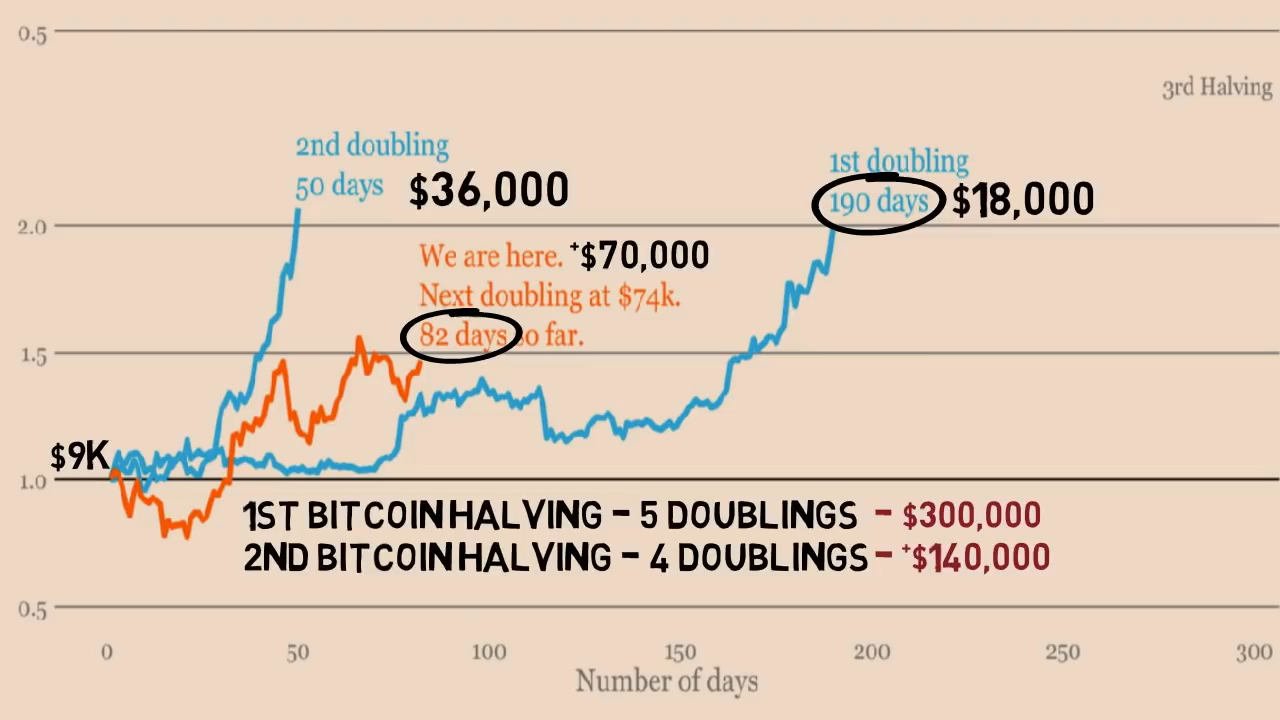 0.5
3rd Halving
2nd doubling
50 days $36,000
1st doubling
190 days $18,000
2.0
We are here. +$70,000
Next doubling at $74k.
82 days so far.
1.5
$9K
1.0
1ST BITCOIN HALVING - 5 DOUBLINGS - $300,000
2ND BITCOIN HALVING - 4 DOUBLINGS - +$140,000
0.5
0 50 100 150 200 250 300
Number of days